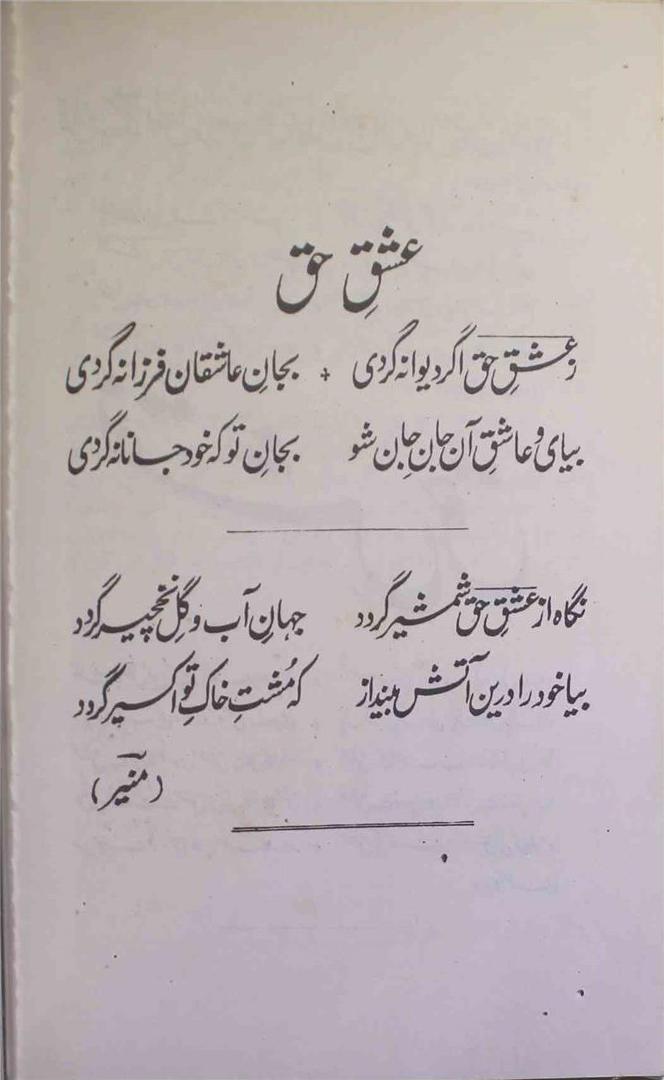 عشقِ حق
زعشقِ حق اگر دیوانہ گردی + بجانِ عاشقان فرزانہ گردی
بیای و عاشقِ آن جانِ جان شو بجانِ تو کہ خود جانانہ گردی
نگاہ از عشقِ حق شمشیر گردد جہانِ آب و گِل نخچیر گردد
بیا خود را درین آتش بینداز کہ مُشتِ خاکِ تو اکسیر گردد
(منیر)